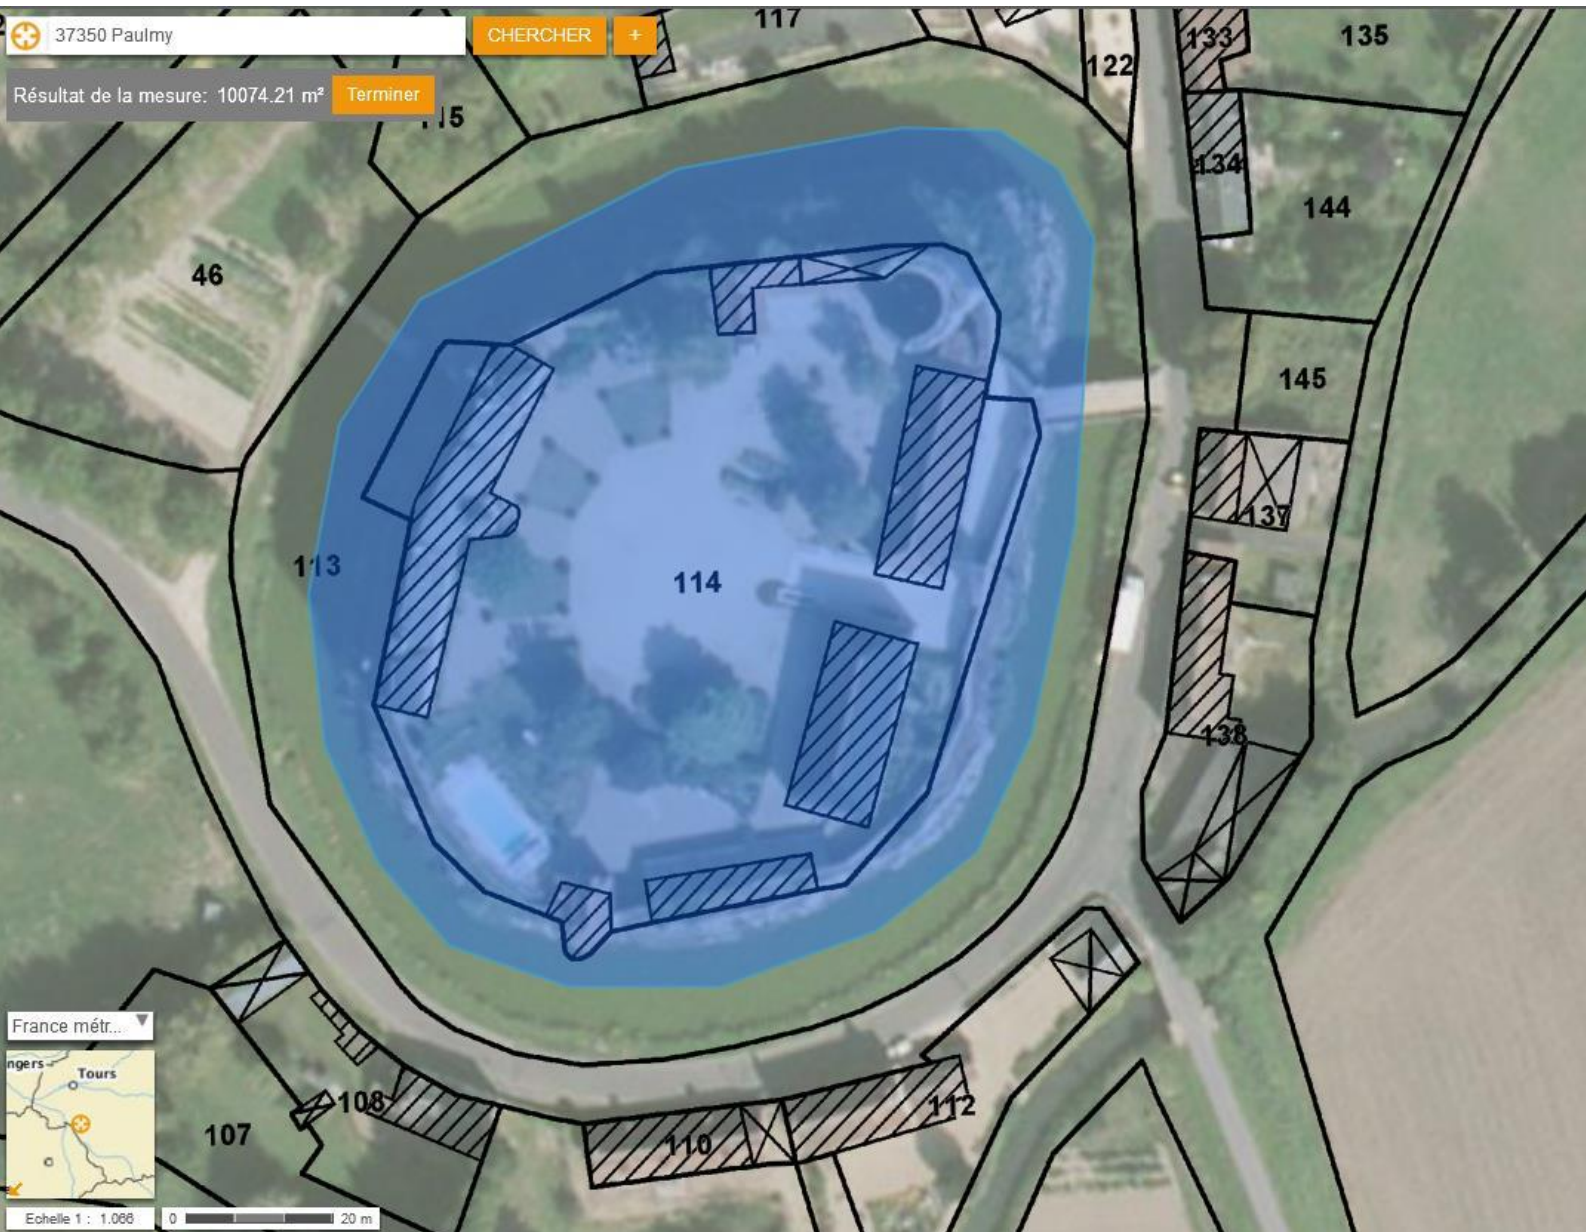 37350 Paulmy
CHERCHER
+
Résultat de la mesure: 10074.21 m²
Terminer
117
122
133
135
115
134
144
46
145
137
113
114
138
108
107
110
112
France métr...
ngers
Tours
Echelle 1 : 1.066
0
20 m